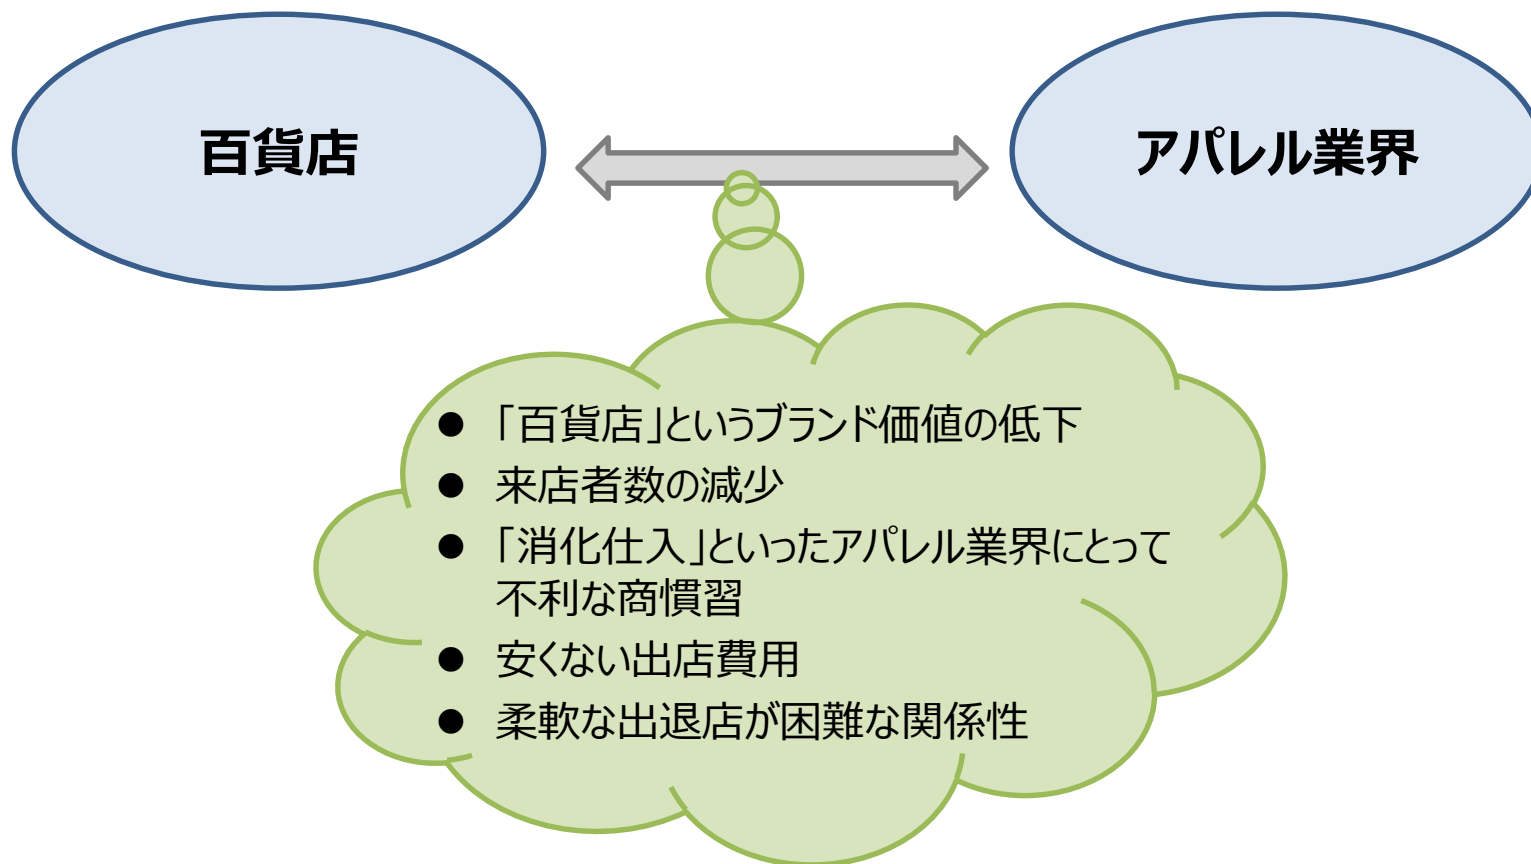 百貨店
アパレル業界
● 「百貨店」というブランド価値の低下
● 来店者数の減少
● 「消化仕入」といったアパレル業界にとって
不利な商慣習
● 安くない出店費用
● 柔軟な出退店が困難な関係性